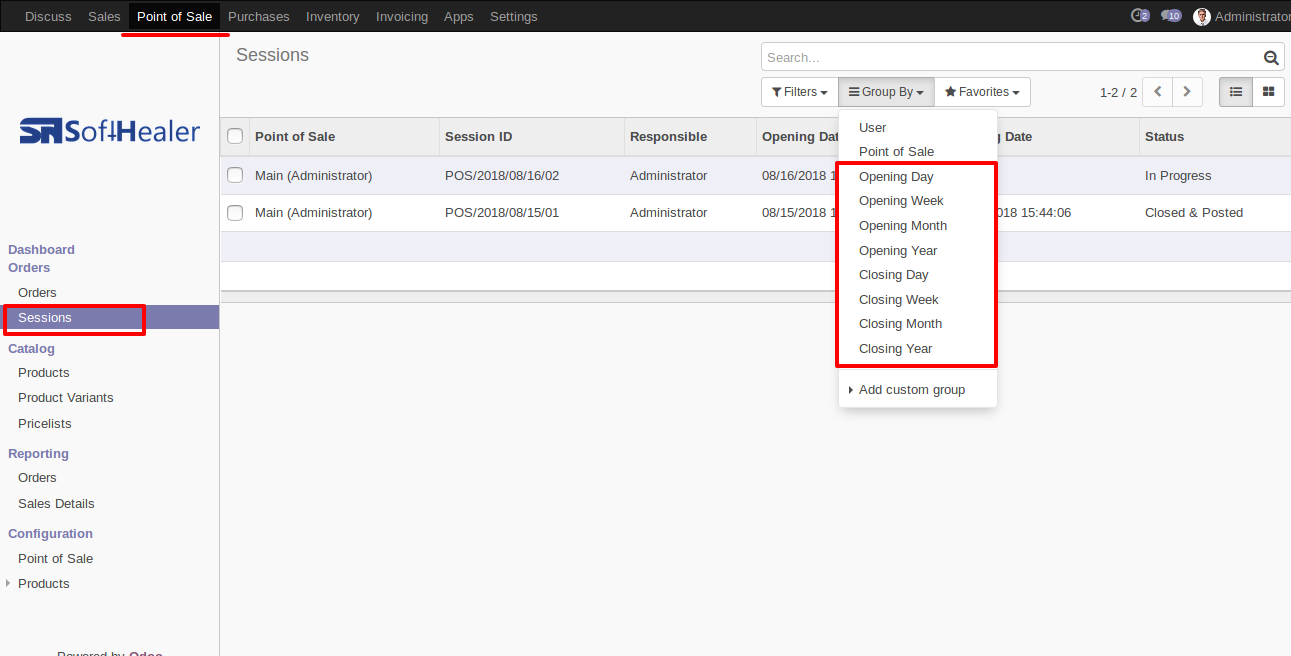 Discuss Sales Point of Sale Purchases Inventory Invoicing Apps Settings 2 10 Administrator
Sessions
Search...
Filters Group By Favorites 1-2 / 2
SH SoftHealer
Dashboard
Orders
Orders
Sessions
Catalog
Products
Product Variants
Pricelists
Reporting
Orders
Sales Details
Configuration
Point of Sale
Products
Powered by Odoo
Point of Sale Session ID Responsible Opening Dat g Date Status
Main (Administrator) POS/2018/08/16/02 Administrator 08/16/2018 1 In Progress
Main (Administrator) POS/2018/08/15/01 Administrator 08/15/2018 1 018 15:44:06 Closed & Posted
User
Point of Sale
Opening Day
Opening Week
Opening Month
Opening Year
Closing Day
Closing Week
Closing Month
Closing Year
Add custom group